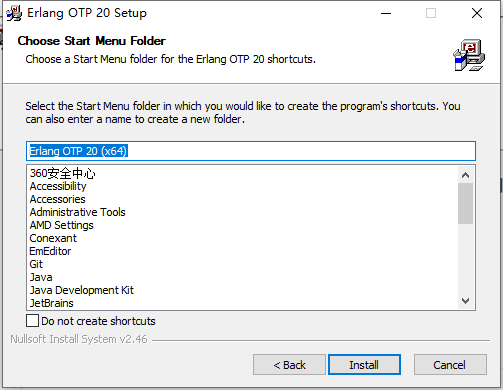 Erlang OTP 20 Setup
Choose Start Menu Folder
Choose a Start Menu folder for the Erlang OTP 20 shortcuts.
Select the Start Menu folder in which you would like to create the program's shortcuts. You
can also enter a name to create a new folder.
Erlang OTP 20 (x64)
360安全中心
Accessibility
Accessories
Administrative Tools
AMD Settings
Conexant
EmEditor
Git
Java
Java Development Kit
JetBrains
Do not create shortcuts
Nullsoft Install System v2.46
< Back
Install
Cancel